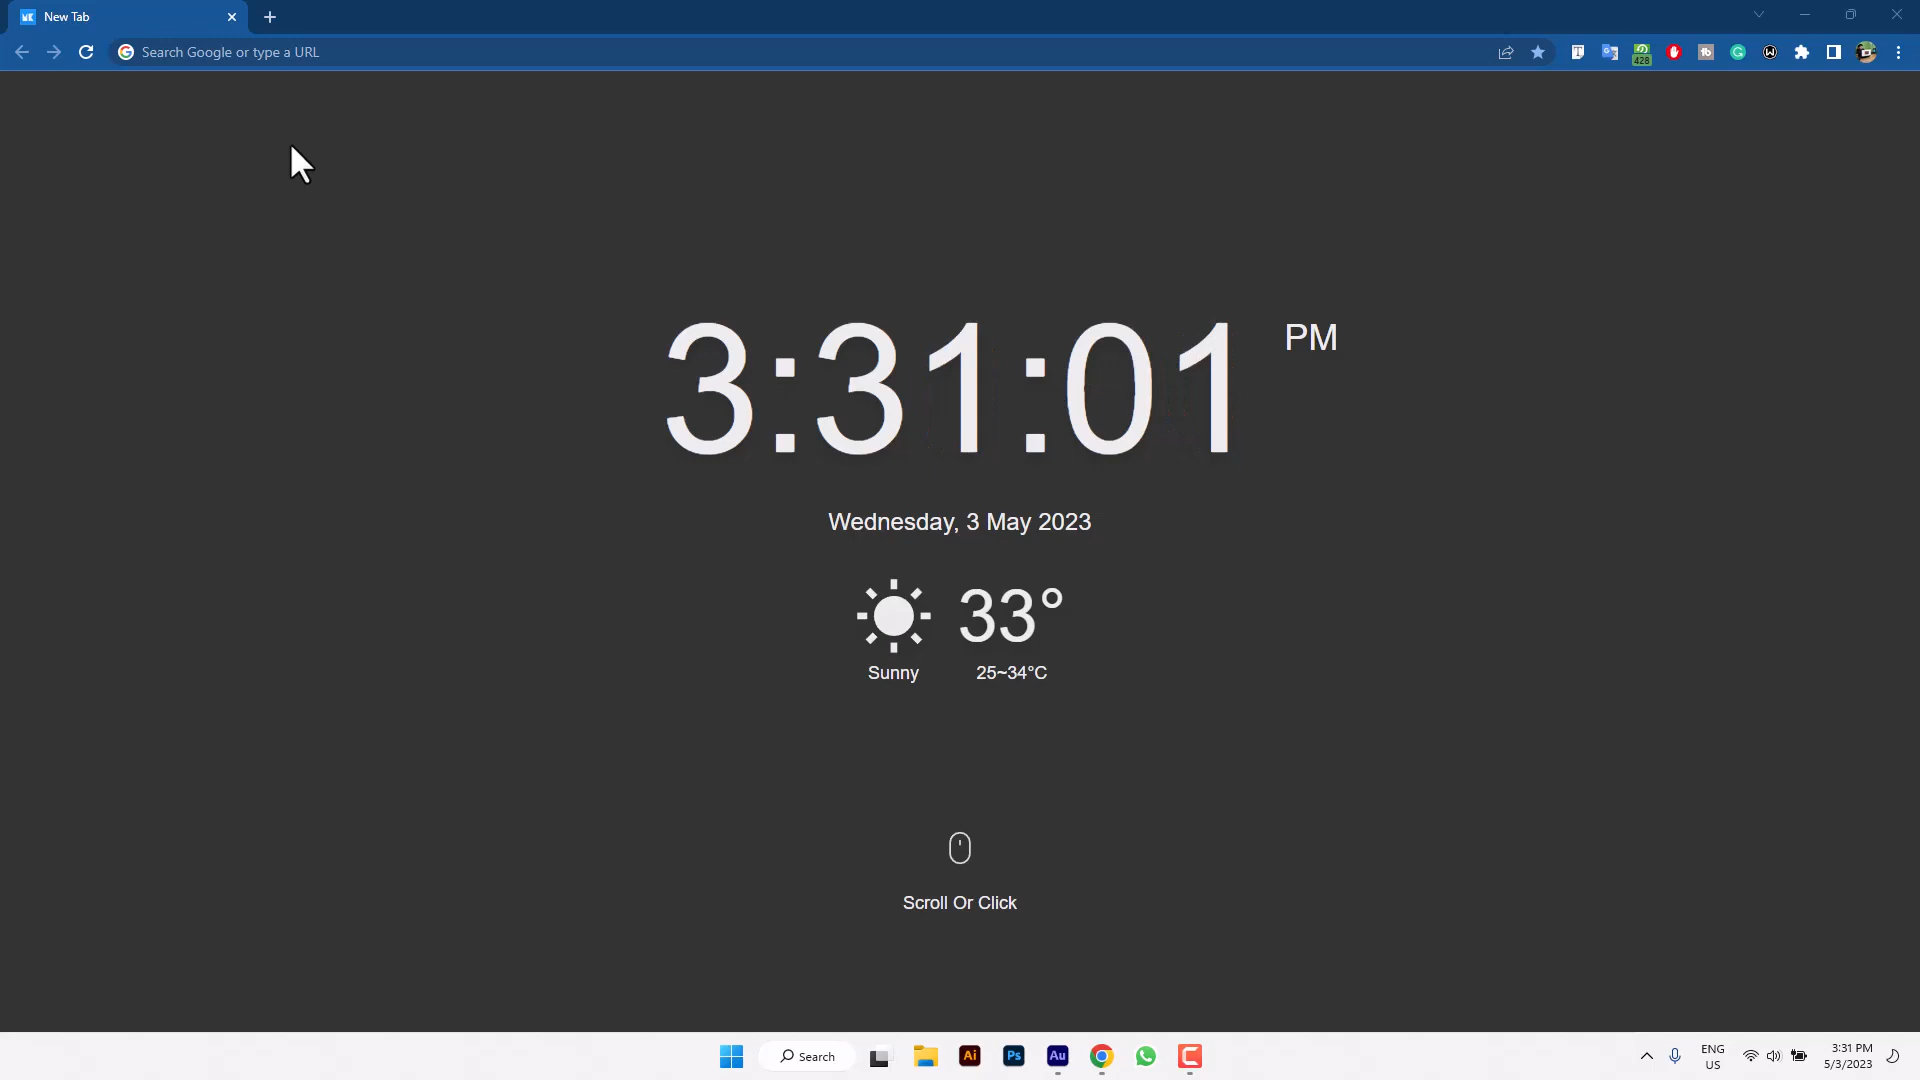 New Tab
Search Google or type a URL
428
3:31:01 PM
Wednesday, 3 May 2023
33°
Sunny 25~34°C
Scroll Or Click
Search
Ai Ps Au
ENG
US
3:31 PM
5/3/2023